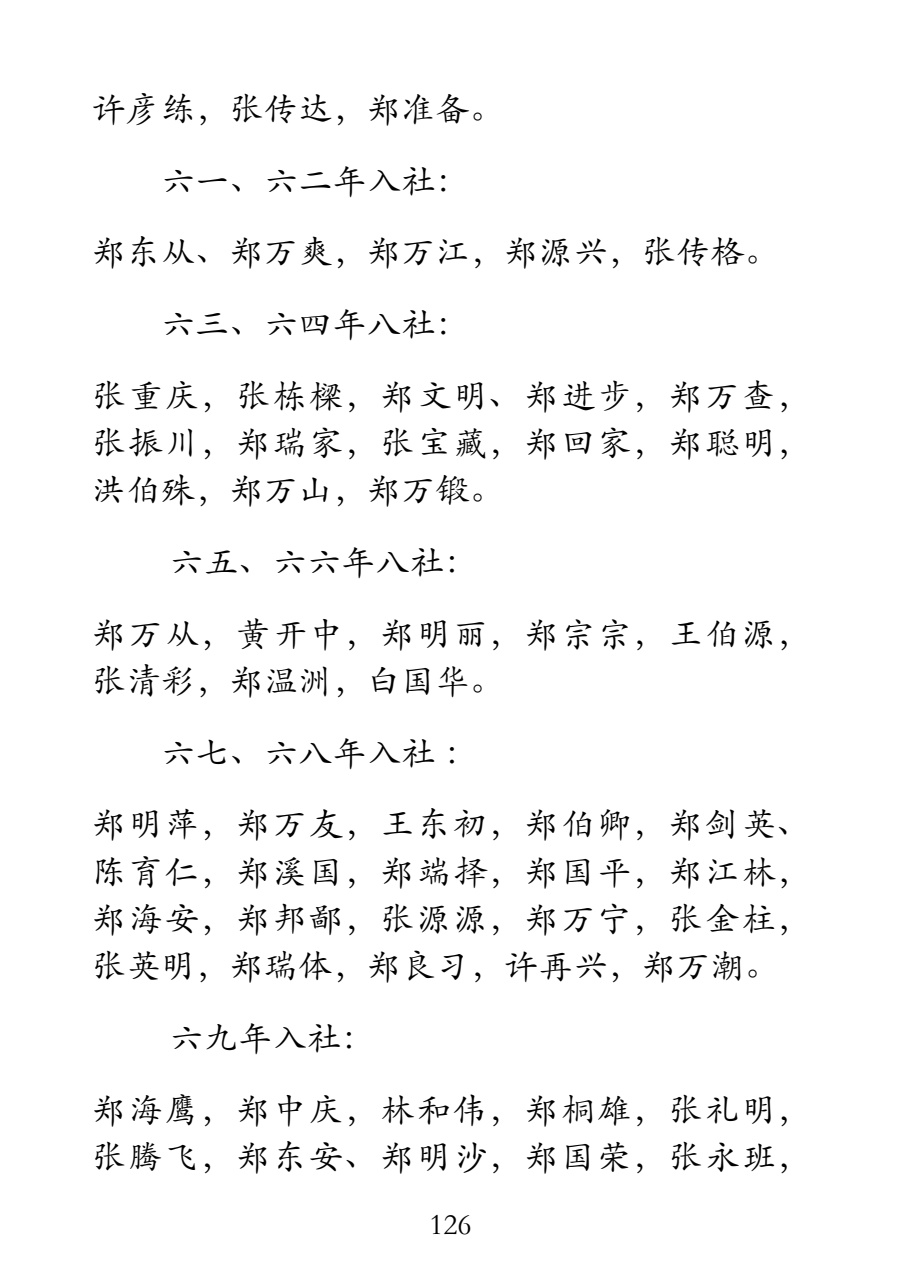 许彦练，张传达，郑准备。
六一、六二年入社：
郑东从、郑万爽，郑万江，郑源兴，张传格。
六三、六四年八社：
张重庆，张栋樑，郑文明、郑进步，郑万查，
张振川，郑瑞家，张宝藏，郑回家，郑聪明，
洪伯殊，郑万山，郑万锻。
六五、六六年八社：
郑万从，黄开中，郑明丽，郑宗宗，王伯源，
张清彩，郑温洲，白国华。
六七、六八年入社：
郑明萍，郑万友，王东初，郑伯卿，郑剑英、
陈育仁，郑溪国，郑端择，郑国平，郑江林，
郑海安，郑邦鄙，张源源，郑万宁，张金柱，
张英明，郑瑞体，郑良习，许再兴，郑万潮。
六九年入社：
郑海鹰，郑中庆，林和伟，郑桐雄，张礼明，
张腾飞，郑东安、郑明沙，郑国荣，张永班，
126